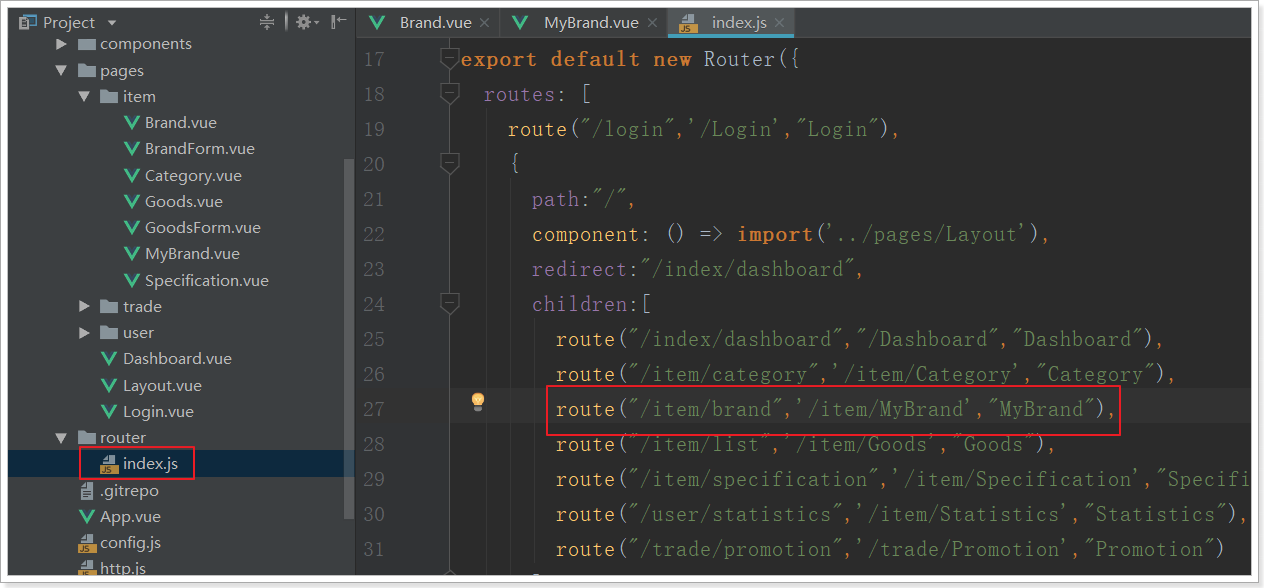 Project
components
pages
item
Brand.vue
BrandForm.vue
Category.vue
Goods.vue
GoodsForm.vue
MyBrand.vue
Specification.vue
trade
user
Dashboard.vue
Layout.vue
Login.vue
router
index.js
.gitrepo
App.vue
config.js
http.js
Brand.vue MyBrand.vue index.js
17 export default new Router({
18 routes: [
19 route("/login",'/Login',"Login"),
20 {
21 path:"/",
22 component: () => import('../pages/Layout'),
23 redirect:"/index/dashboard",
24 children:[
25 route("/index/dashboard","/Dashboard","Dashboard"),
26 route("/item/category",'/item/Category',"Category"),
27 route("/item/brand",'/item/MyBrand',"MyBrand"),
28 route("/item/list",'/item/Goods',"Goods"),
29 route("/item/specification",'/item/Specification',"Specifi
30 route("/user/statistics",'/item/Statistics',"Statistics"),
31 route("/trade/promotion",'/trade/Promotion',"Promotion")